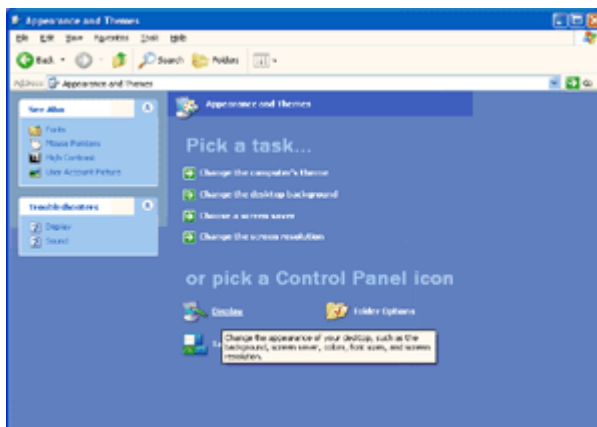 Appearance and Themes
File Edit View Favorites Tools Help
Back Search Folders
Address Appearance and Themes Go
See Also
Fonts
Mouse Pointers
High Contrast
User Account Picture
Troubleshooters
Display
Sound
Appearance and Themes
Pick a task...
Change the computer's theme
Change the desktop background
Choose a screen saver
Change the screen resolution
or pick a Control Panel icon
Display Folder Options
Change the appearance of your desktop, such as the
background, screen saver, colors, font sizes, and screen
resolution.